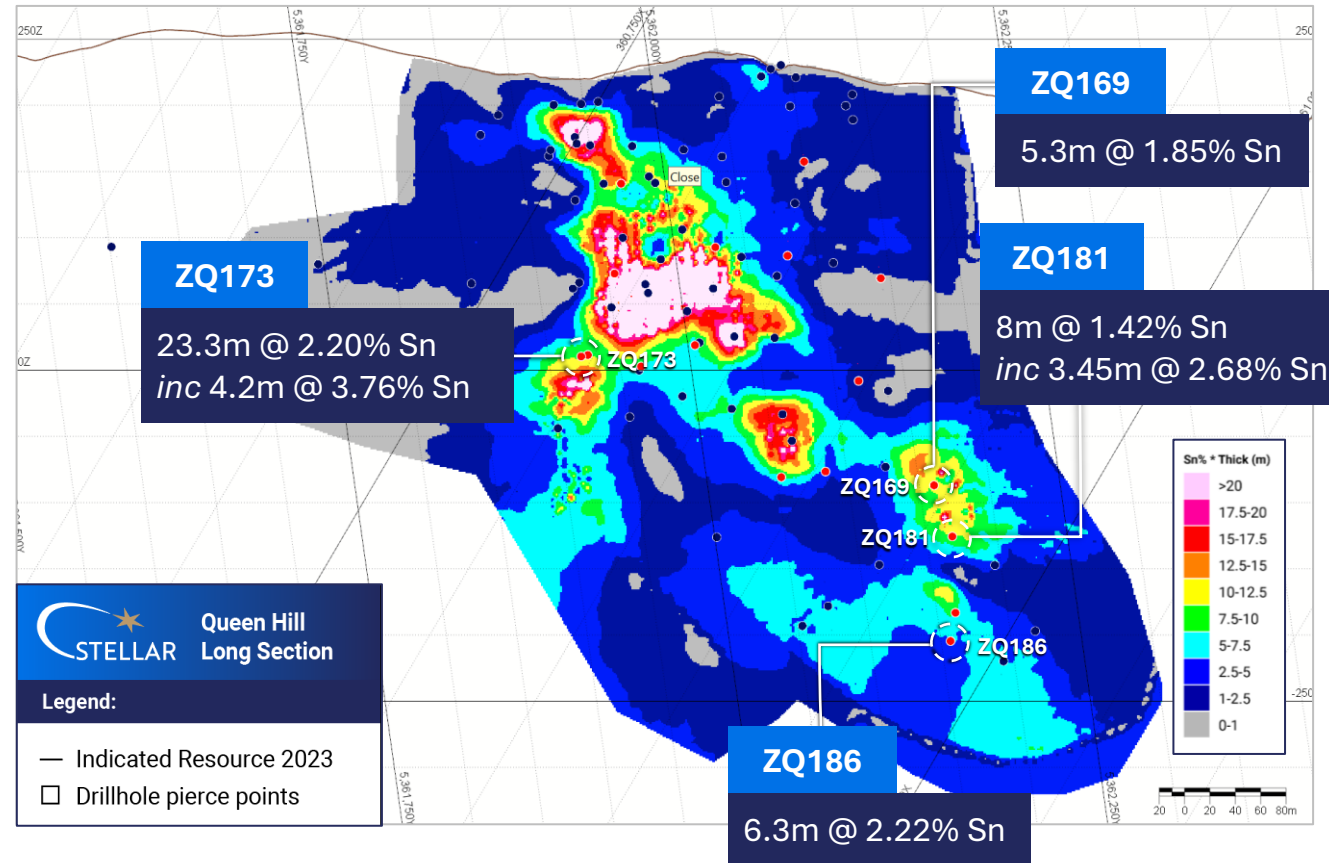 250Z
5,361,750Y
360,750X
5,362,000Y
250
ZQ169
5.3m @ 1.85% Sn
Close
ZQ181
8m @ 1.42% Sn
inc 3.45m @ 2.68% Sn
ZQ173
23.3m @ 2.20% Sn
inc 4.2m @ 3.76% Sn
0Z
ZQ173
ZQ169
ZQ181
ZQ186
Sn% * Thick (m)
>20
17.5-20
15-17.5
12.5-15
10-12.5
7.5-10
5-7.5
2.5-5
1-2.5
0-1
-250
STELLAR
Queen Hill
Long Section
Legend:
Indicated Resource 2023
Drillhole pierce points
5,361,750Y
ZQ186
6.3m @ 2.22% Sn
5,362,250Y
20 0 20 40 60 80m